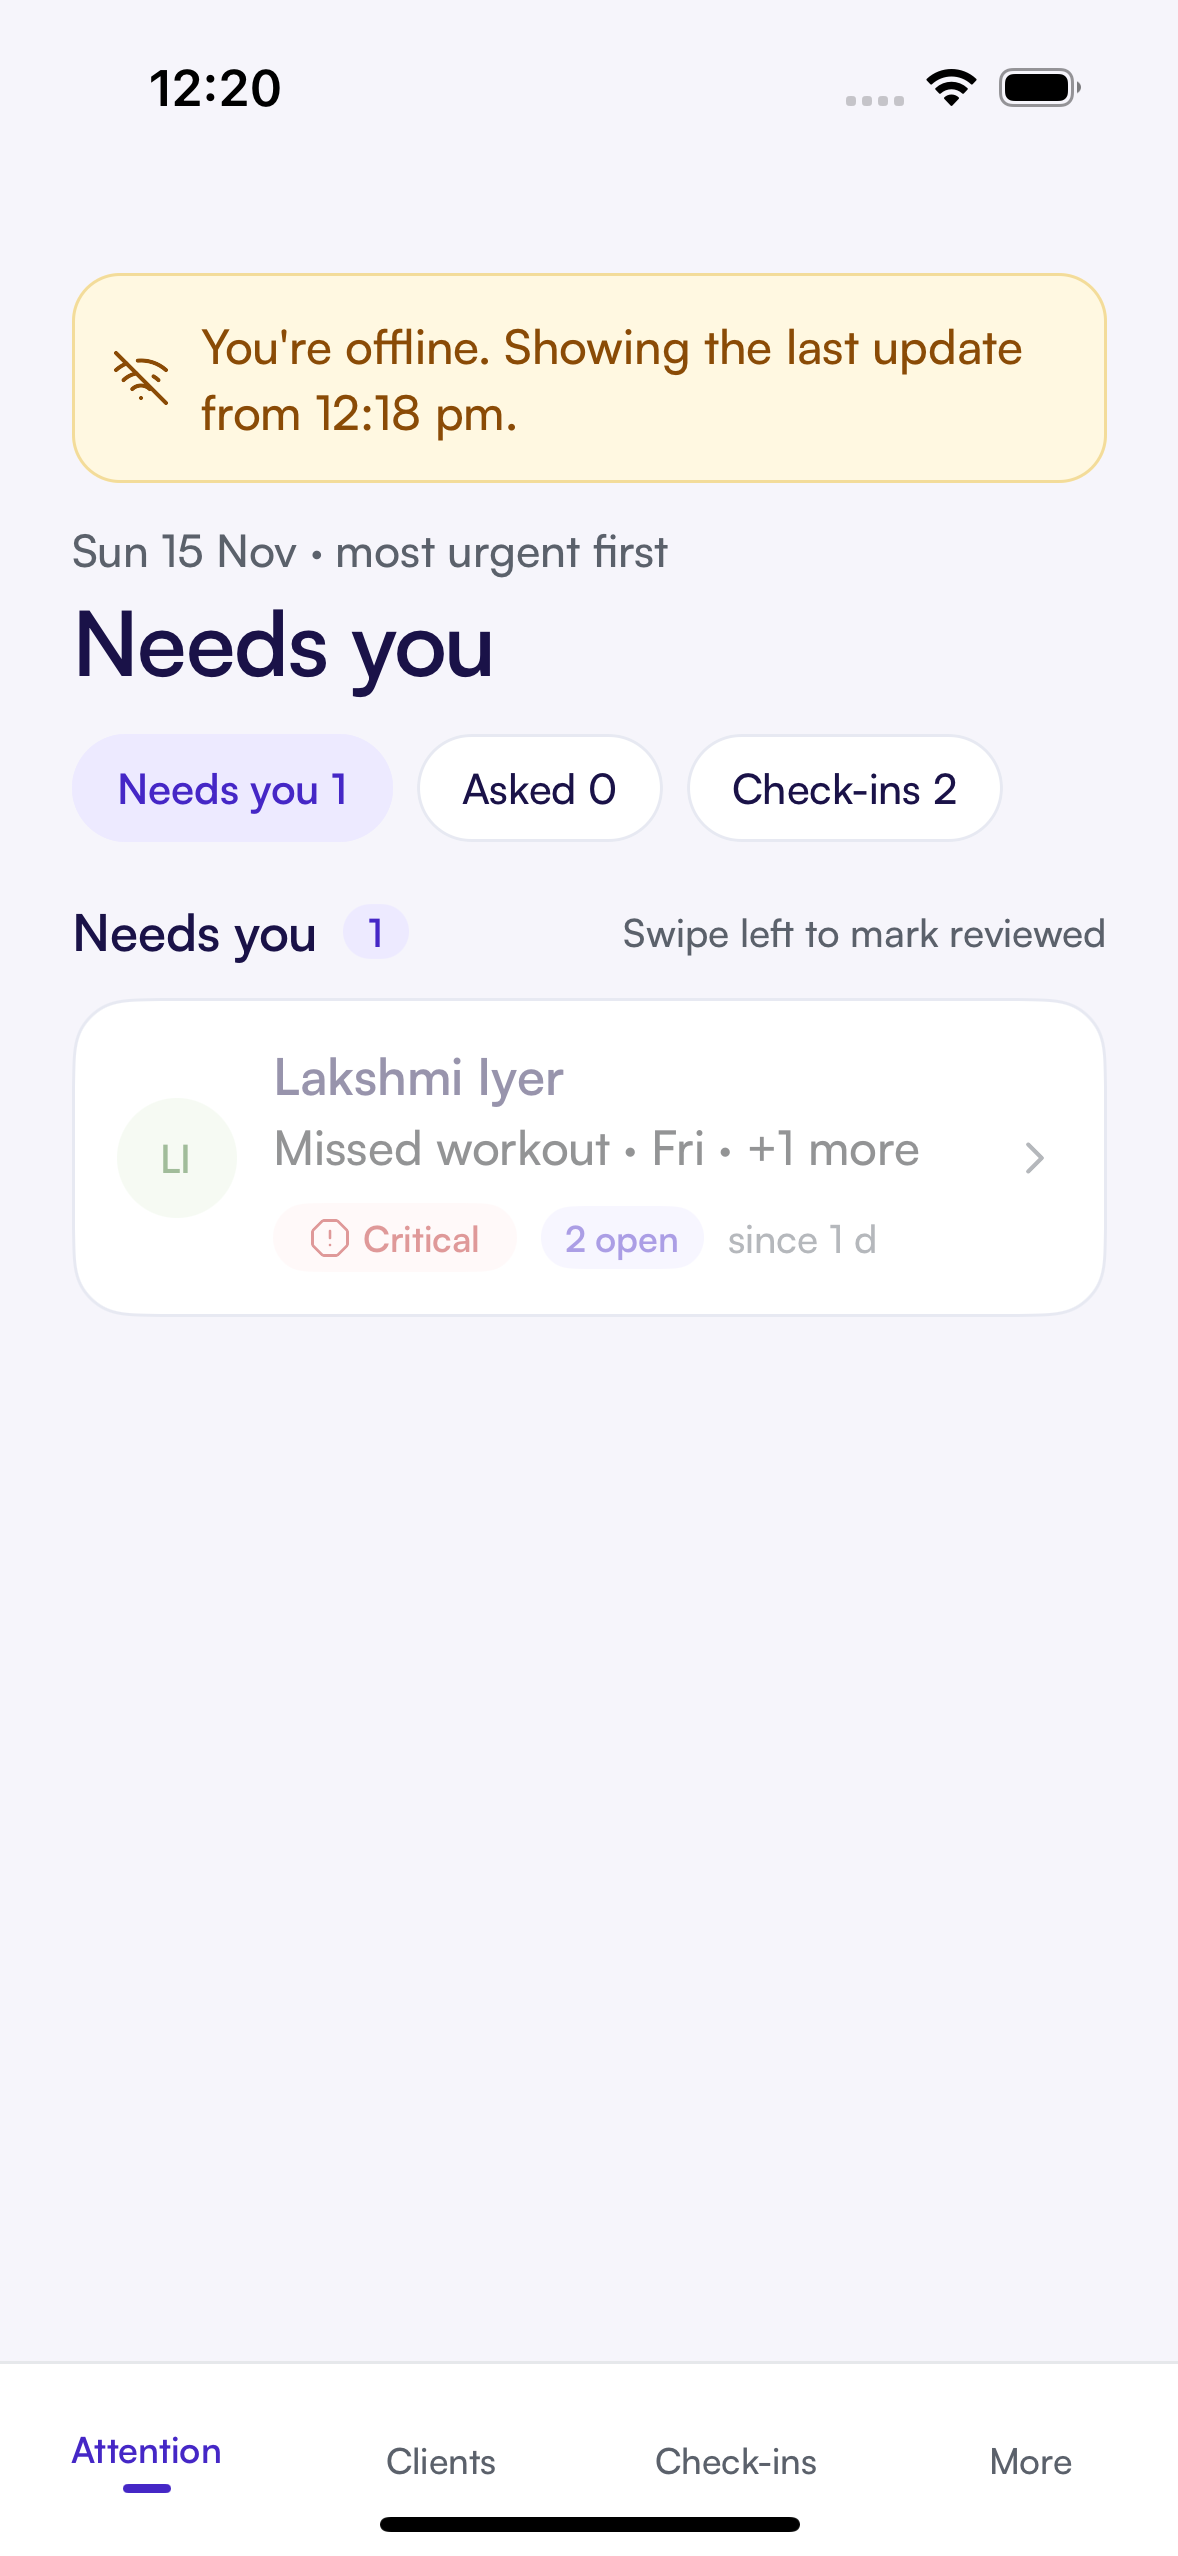 12:20
You're offline. Showing the last update
from 12:18 pm.
Sun 15 Nov · most urgent first
Needs you
Needs you 1
Asked 0
Check-ins 2
Needs you 1
Swipe left to mark reviewed
Lakshmi Iyer
LI
Missed workout · Fri · +1 more
Critical
2 open
since 1 d
Attention
Clients
Check-ins
More